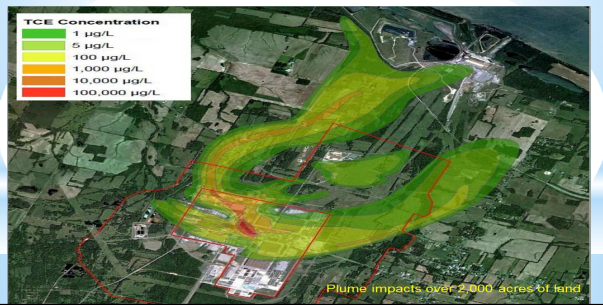 TCE Concentration
1 µg/L
5 µg/L
100 µg/L
1,000 µg/L
10,000 µg/L
100,000 µg/L
Plume impacts over 2,000 acres of land